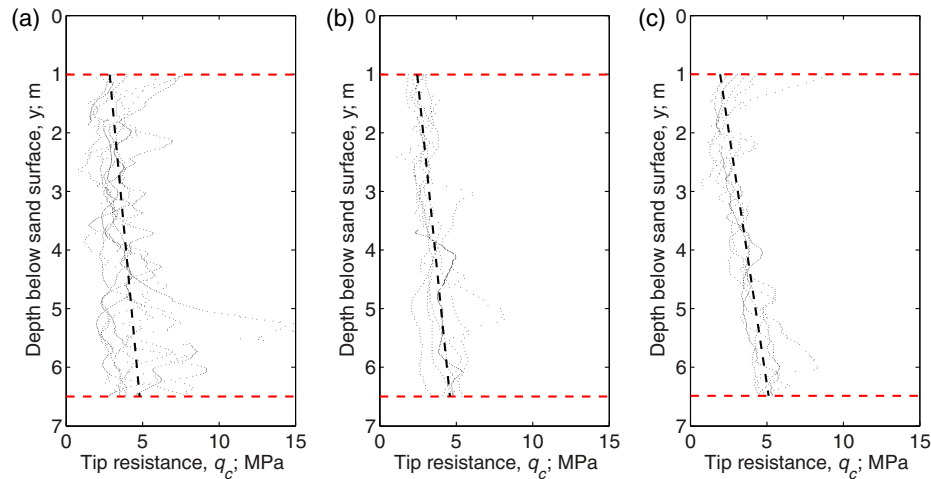 (a)
0
1
2
3
4
5
6
7
0 5 10 15
Depth below sand surface, y; m
Tip resistance, q_c; MPa
(b)
0
1
2
3
4
5
6
7
0 5 10 15
Depth below sand surface, y; m
Tip resistance, q_c; MPa
(c)
0
1
2
3
4
5
6
7
0 5 10 15
Depth below sand surface, y; m
Tip resistance, q_c; MPa